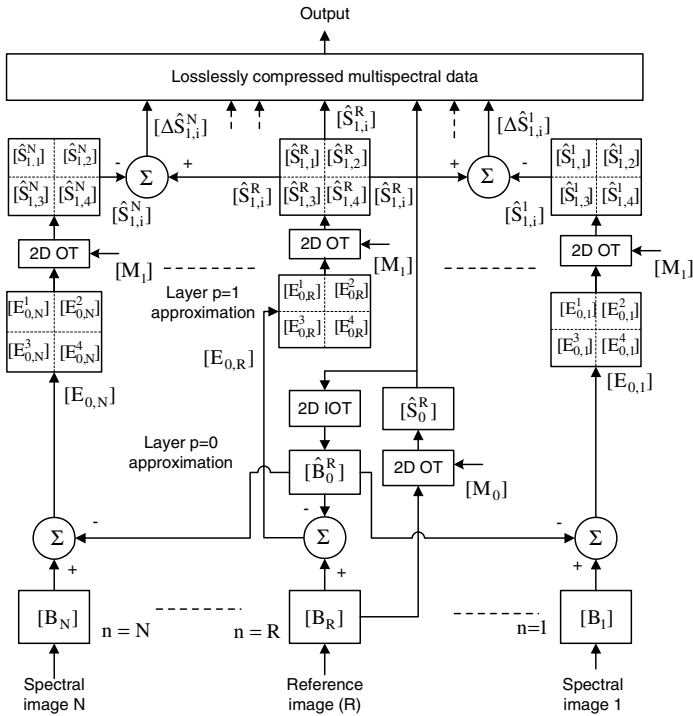 Output
Losslessly compressed multispectral data
[ΔŜ^N_{1,i}]
[Ŝ^R_{1,i}]
[ΔŜ^1_{1,i}]
[Ŝ^N_{1,1}] [Ŝ^N_{1,2}]
[Ŝ^N_{1,3}] [Ŝ^N_{1,4}]
- Σ +
[Ŝ^N_{1,i}]
[Ŝ^R_{1,i}]
[Ŝ^R_{1,1}] [Ŝ^R_{1,2}]
[Ŝ^R_{1,3}] [Ŝ^R_{1,4}]
[Ŝ^R_{1,i}]
+ Σ -
[Ŝ^1_{1,i}]
[Ŝ^1_{1,1}] [Ŝ^1_{1,2}]
[Ŝ^1_{1,3}] [Ŝ^1_{1,4}]
2D OT
[M_1]
2D OT
[M_1]
2D OT
[M_1]
Layer p=1
approximation
[E^1_{0,N}] [E^2_{0,N}]
[E^3_{0,N}] [E^4_{0,N}]
[E^1_{0,R}] [E^2_{0,R}]
[E^3_{0,R}] [E^4_{0,R}]
[E^1_{0,1}] [E^2_{0,1}]
[E^3_{0,1}] [E^4_{0,1}]
[E_{0,N}]
[E_{0,R}]
[E_{0,1}]
2D IOT
[Ŝ^R_0]
Layer p=0
approximation
[B̂^R_0]
2D OT
[M_0]
- Σ +
- Σ +
- Σ +
[B_N]
n = N
n = R
[B_R]
n=1
[B_1]
Spectral
image N
Reference
image (R)
Spectral
image 1